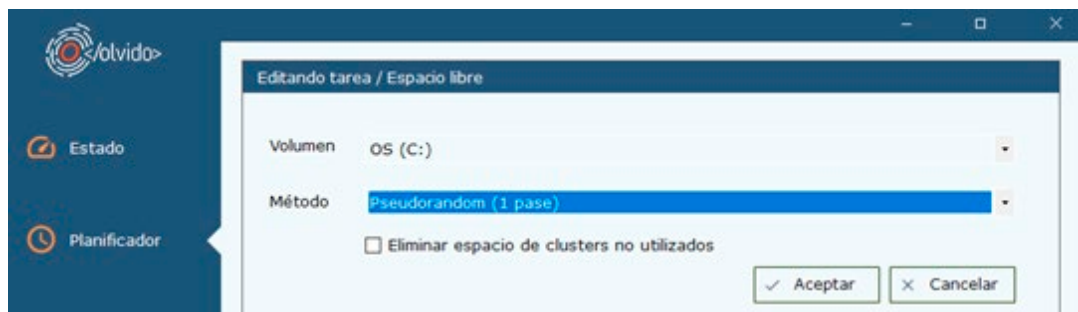 </olvido>
Editando tarea / Espacio libre
Estado
Volumen OS (C:)
Método Pseudorandom (1 pase)
Planificador
Eliminar espacio de clusters no utilizados
Aceptar Cancelar